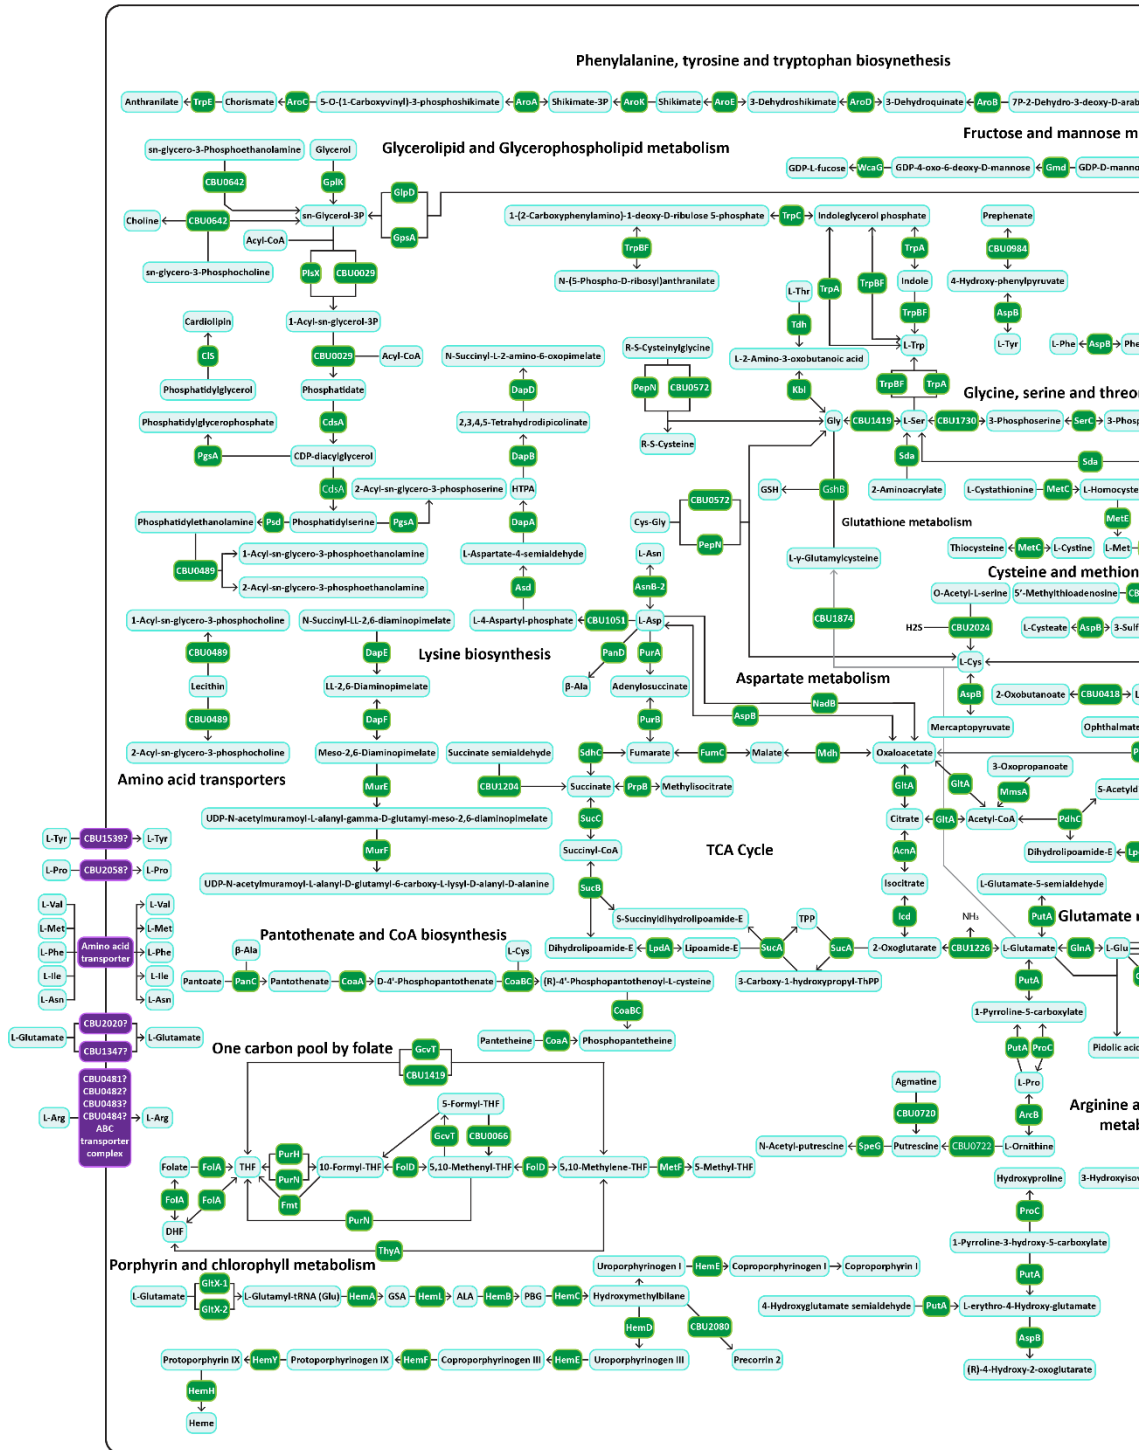 Phenylalanine, tyrosine and tryptophan biosynethesis
Anthranilate TrpE Chorismate AroC 5-O-(1-Carboxyvinyl)-3-phosphoshikimate AroA Shikimate-3P AroK Shikimate AroE 3-Dehydroshikimate AroD 3-Dehydroquinate AroB 7P-2-Dehydro-3-deoxy-D-arab
Fructose and mannose m
sn-glycero-3-Phosphoethanolamine Glycerol Glycerolipid and Glycerophospholipid metabolism
GDP-L-fucose WcaG GDP-4-oxo-6-deoxy-D-mannose Gmd GDP-D-manno
CBU0642 GplK GlpD
Choline CBU0642 sn-Glycerol-3P 1-(2-Carboxyphenylamino)-1-deoxy-D-ribulose 5-phosphate TrpC Indoleglycerol phosphate Prephenate
Acyl-CoA GpsA TrpBF TrpA CBU0984
sn-glycero-3-Phosphocholine PlsX CBU0029 N-(5-Phospho-D-ribosyl)anthranilate TrpA TrpBF Indole 4-Hydroxy-phenylpyruvate
L-Thr
Cardiolipin 1-Acyl-sn-glycerol-3P Tdh TrpBF AspB
ClS CBU0029 Acyl-CoA N-Succinyl-L-2-amino-6-oxopimelate R-S-Cysteinylglycine L-2-Amino-3-oxobutanoic acid L-Trp L-Tyr L-Phe AspB Phe
Phosphatidylglycerol Phosphatidate DapD PepN CBU0572 Kbl TrpBF TrpA
Glycine, serine and threo
Phosphatidylglycerophosphate CdsA 2,3,4,5-Tetrahydrodipicolinate Gly CBU1419 L-Ser CBU1730 3-Phosphoserine SerC 3-Phosp
R-S-Cysteine
PgsA CDP-diacylglycerol DapB Sda Sda
CdsA 2-Acyl-sn-glycero-3-phosphoserine HTPA CBU0572 GSH GshB 2-Aminoacrylate L-Cystathionine MetC L-Homocyste
Phosphatidylethanolamine Psd Phosphatidylserine PgsA DapA Cys-Gly Glutathione metabolism MetE
PepN
1-Acyl-sn-glycero-3-phosphoethanolamine L-Aspartate-4-semialdehyde L-Asn L-γ-Glutamylcysteine Thiocysteine MetC L-Cystine L-Met
CBU0489 Cysteine and methion
2-Acyl-sn-glycero-3-phosphoethanolamine Asd AsnB-2 O-Acetyl-L-serine 5'-Methylthioadenosine CB
1-Acyl-sn-glycero-3-phosphocholine N-Succinyl-LL-2,6-diaminopimelate L-4-Aspartyl-phosphate CBU1051 L-Asp CBU1874 H2S CBU2024 L-Cysteate AspB 3-Sulf
CBU0489 DapE Lysine biosynthesis PanD PurA L-Cys
Lecithin LL-2,6-Diaminopimelate β-Ala Adenylosuccinate Aspartate metabolism AspB 2-Oxobutanoate CBU0418 L
CBU0489 DapF PurB AspB NadB Mercaptopyruvate Ophthalmate
2-Acyl-sn-glycero-3-phosphocholine Meso-2,6-Diaminopimelate Succinate semialdehyde SdhC Fumarate FumC Malate Mdh Oxaloacetate P
Amino acid transporters MurE CBU1204 Succinate PrpB Methylisocitrate GltA GltA 3-Oxopropanoate MmsA 5-Acetyld
UDP-N-acetylmuramoyl-L-alanyl-gamma-D-glutamyl-meso-2,6-diaminopimelate SucC Citrate GltA Acetyl-CoA PdhC
L-Tyr CBU1539? L-Tyr MurF Succinyl-CoA TCA Cycle AcnA Dihydrolipoamide-E Lp
L-Pro CBU2058? L-Pro UDP-N-acetylmuramoyl-L-alanyl-D-glutamyl-6-carboxy-L-lysyl-D-alanyl-D-alanine SucB Isocitrate L-Glutamate-5-semialdehyde
L-Val L-Val
L-Met L-Met S-Succinyldihydrolipoamide-E TPP Icd NH₃ PutA Glutamate r
L-Phe Amino acid transporter L-Phe Pantothenate and CoA biosynthesis Dihydrolipoamide-E LpdA Lipoamide-E SucA SucA 2-Oxoglutarate CBU1226 L-Glutamate GlnA L-Glu
L-Ile L-Ile β-Ala L-Cys
L-Asn L-Asn Pantoate PanC Pantothenate CoaA D-4'-Phosphopantothenate CoaBC (R)-4'-Phosphopantothenoyl-L-cysteine 3-Carboxy-1-hydroxypropyl-ThPP PutA
CoaBC 1-Pyrroline-5-carboxylate
L-Glutamate CBU2020? L-Glutamate
CBU1347? One carbon pool by folate GcvT Pantetheine CoaA Phosphopantetheine PutA ProC Pidolic acid
CBU0481?
CBU0482?
CBU0483?
L-Arg CBU0484? L-Arg
ABC
transporter
complex
CBU1419
5-Formyl-THF Agmatine L-Pro
GcvT CBU0066 CBU0720 ArcB Arginine a
metab
PurH N-Acetyl-putrescine SpeG Putrescine CBU0722 L-Ornithine
Folate FolA THF 10-Formyl-THF FolD 5,10-Methenyl-THF FolD 5,10-Methylene-THF MetF 5-Methyl-THF
PurN
FolA FolA Fmt Hydroxyproline 3-Hydroxyisov
DHF PurN ProC
ThyA 1-Pyrroline-3-hydroxy-5-carboxylate
Porphyrin and chlorophyll metabolism Uroporphyrinogen I HemE Coproporphyrinogen I Coproporphyrin I PutA
L-Glutamate GltX-1 GltX-2 L-Glutamyl-tRNA (Glu) HemA GSA HemL ALA HemB PBG HemC Hydroxymethylbilane 4-Hydroxyglutamate semialdehyde PutA L-erythro-4-Hydroxy-glutamate
HemD CBU2080 AspB
Protoporphyrin IX HemY Protoporphyrinogen IX HemF Coproporphyrinogen III HemE Uroporphyrinogen III Precorrin 2 (R)-4-Hydroxy-2-oxoglutarate
HemH
Heme